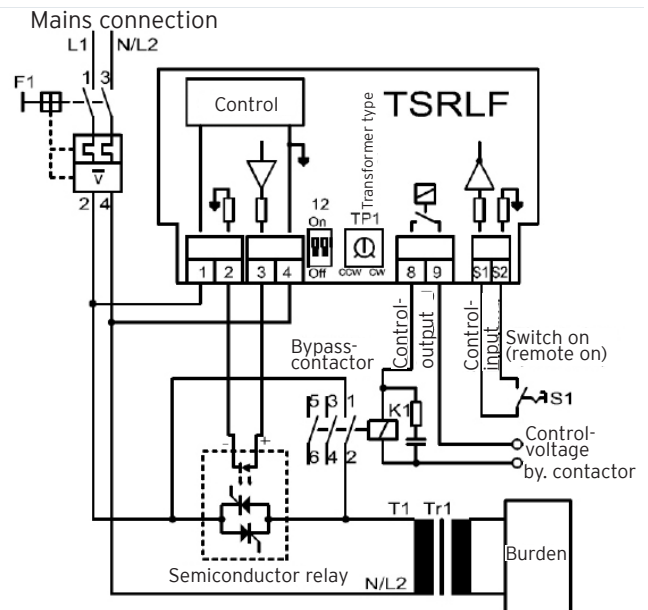 Mains connection
L1 N/L2
F1
1 3
V
2 4
Control
TSRLF
Transformer type
12
On
Off
TP1
CCW CW
1 2 3 4 8 9 S1 S2
Control-
output
Control-
input
Switch on
(remote on)
S1
Bypass-
contactor
5 3 1
6 4 2
K1
Control-
voltage
by. contactor
- +
Semiconductor relay
T1 Tr1
N/L2
Burden